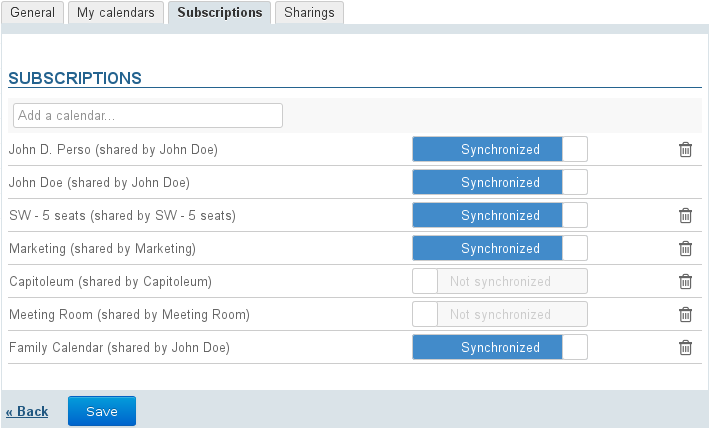 General My calendars Subscriptions Sharings
SUBSCRIPTIONS
Add a calendar...
John D. Perso (shared by John Doe) Synchronized
John Doe (shared by John Doe) Synchronized
SW - 5 seats (shared by SW - 5 seats) Synchronized
Marketing (shared by Marketing) Synchronized
Capitoleum (shared by Capitoleum) Not synchronized
Meeting Room (shared by Meeting Room) Not synchronized
Family Calendar (shared by John Doe) Synchronized
« Back Save